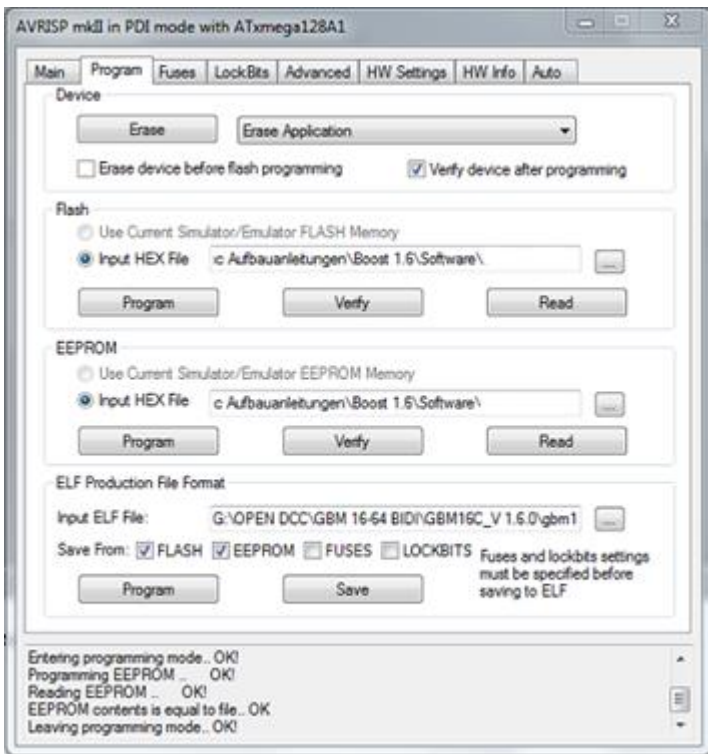 AVRISP mkII in PDI mode with ATxmega128A1
Main Program Fuses LockBits Advanced HW Settings HW Info Auto
Device
Erase Erase Application
Erase device before flash programming Verify device after programming
Flash
Use Current Simulator/Emulator FLASH Memory
Input HEX File c Aufbauanleitungen\Boost 1.6\Software\ ...
Program Verify Read
EEPROM
Use Current Simulator/Emulator EEPROM Memory
Input HEX File c Aufbauanleitungen\Boost 1.6\Software\ ...
Program Verify Read
ELF Production File Format
Input ELF File: G:\OPEN DCC\GBM 16-64 BIDI\GBM16C_V 1.6.0\gbm1 ...
Save From: FLASH EEPROM FUSES LOCKBITS Fuses and lockbits settings
must be specified before
saving to ELF
Program Save
Entering programming mode.. OK!
Programming EEPROM .. OK!
Reading EEPROM .. OK!
EEPROM contents is equal to file.. OK
Leaving programming mode.. OK!